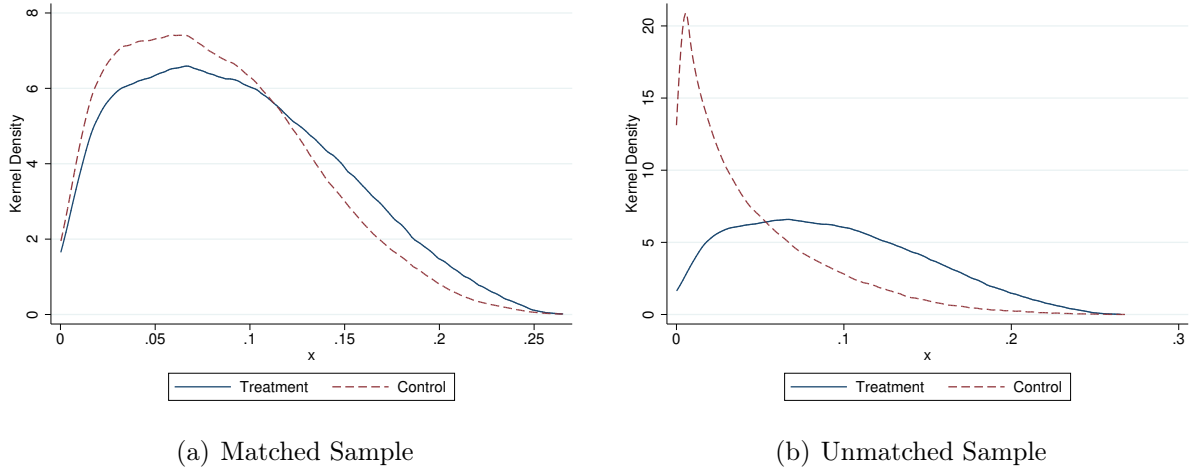 8
6
4
2
0
Kernel Density
0 .05 .1 .15 .2 .25
x
Treatment Control
(a) Matched Sample
20
15
10
5
0
Kernel Density
0 .1 .2 .3
x
Treatment Control
(b) Unmatched Sample